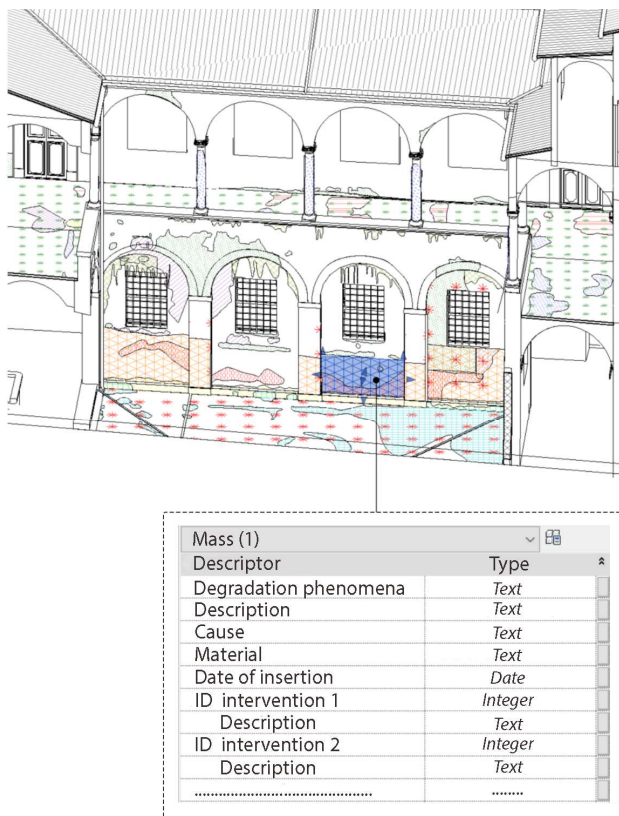 Mass (1)
Descriptor Type
Degradation phenomena Text
Description Text
Cause Text
Material Text
Date of insertion Date
ID intervention 1 Integer
Description Text
ID intervention 2 Integer
Description Text
............................................ ........